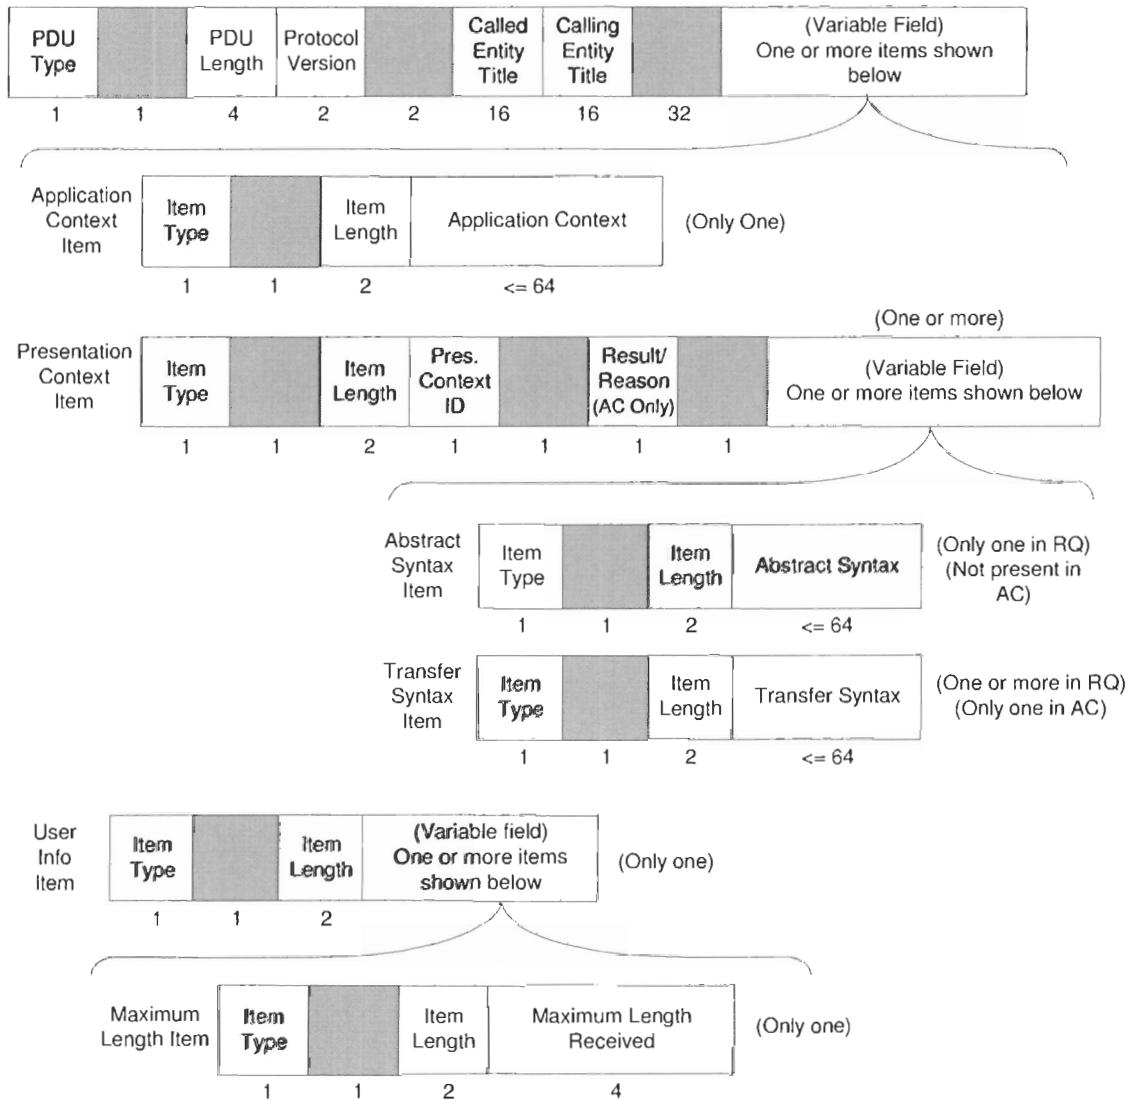 PDU Type
PDU Length
Protocol Version
Called Entity Title
Calling Entity Title
(Variable Field)
One or more items shown
below
1 1 4 2 2 16 16 32
Application
Context
Item
Item
Type
Item
Length
Application Context
(Only One)
1 1 2 <= 64
(One or more)
Presentation
Context
Item
Item
Type
Item
Length
Pres.
Context
ID
Result/
Reason
(AC Only)
(Variable Field)
One or more items shown below
1 1 2 1 1 1 1
Abstract
Syntax
Item
Item
Type
Item
Length
Abstract Syntax
(Only one in RQ)
(Not present in
AC)
1 1 2 <= 64
Transfer
Syntax
Item
Item
Type
Item
Length
Transfer Syntax
(One or more in RQ)
(Only one in AC)
1 1 2 <= 64
User
Info
Item
Item
Type
Item
Length
(Variable field)
One or more items
shown below
(Only one)
1 1 2
Maximum
Length Item
Item
Type
Item
Length
Maximum Length
Received
(Only one)
1 1 2 4